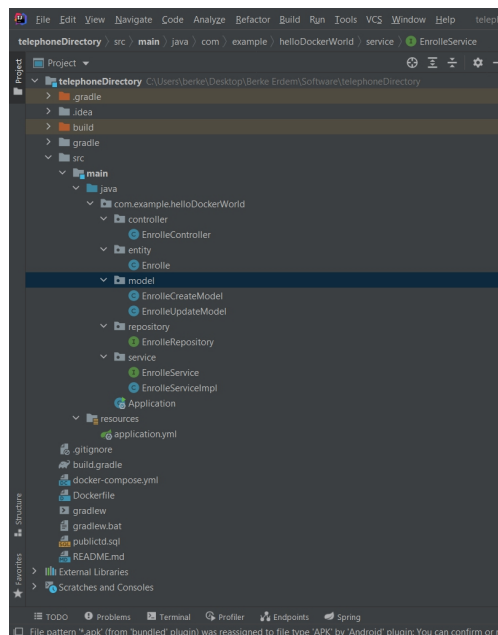 File Edit View Navigate Code Analyze Refactor Build Run Tools VCS Window Help teleph
telephoneDirectory src main java com example helloDockerWorld service EnrolleService
Project
Project
telephoneDirectory C:\Users\berke\Desktop\Berke Erdem\Software\telephoneDirectory
.gradle
.idea
build
gradle
src
main
java
com.example.helloDockerWorld
controller
EnrolleController
entity
Enrolle
model
EnrolleCreateModel
EnrolleUpdateModel
repository
EnrolleRepository
service
EnrolleService
EnrolleServiceImpl
Application
resources
application.yml
.gitignore
build.gradle
docker-compose.yml
Dockerfile
gradlew
gradlew.bat
publictd.sql
README.md
External Libraries
Scratches and Consoles
Structure
Favorites
TODO Problems Terminal Profiler Endpoints Spring
File pattern '*.apk' (from 'bundled' plugin) was reassigned to file type 'APK' by 'Android' plugin: You can confirm or